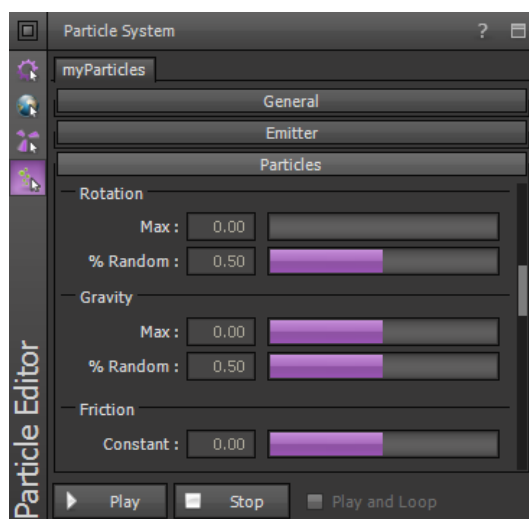 Particle System ?
myParticles
General
Emitter
Particles
Rotation
Max : 0.00
% Random : 0.50
Gravity
Max : 0.00
% Random : 0.50
Friction
Constant : 0.00
Particle Editor
Play Stop Play and Loop